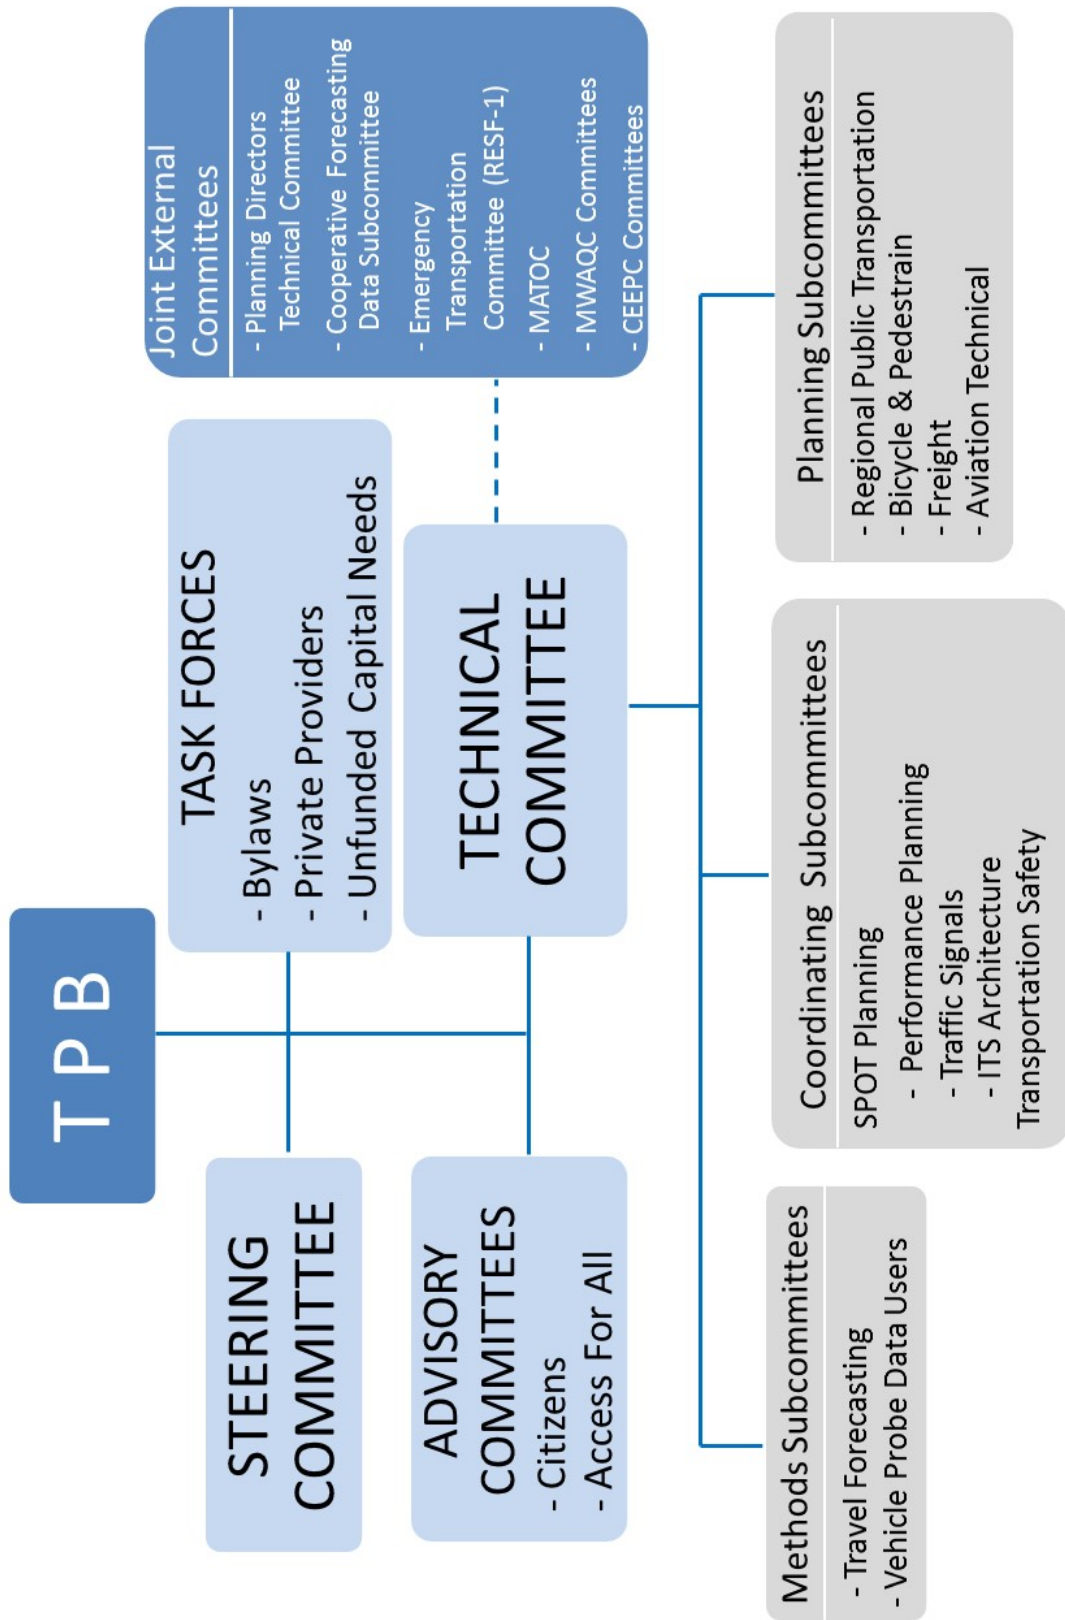 T P B
STEERING
COMMITTEE
TASK FORCES
- Bylaws
- Private Providers
- Unfunded Capital Needs
Joint External
Committees
- Planning Directors
Technical Committee
- Cooperative Forecasting
Data Subcommittee
- Emergency
Transportation
Committee (RESF-1)
- MATOC
- MWAQC Committees
- CEEPC Committees
ADVISORY
COMMITTEES
- Citizens
- Access For All
TECHNICAL
COMMITTEE
Methods Subcommittees
- Travel Forecasting
- Vehicle Probe Data Users
Coordinating Subcommittees
SPOT Planning
- Performance Planning
- Traffic Signals
- ITS Architecture
Transportation Safety
Planning Subcommittees
- Regional Public Transportation
- Bicycle & Pedestrain
- Freight
- Aviation Technical